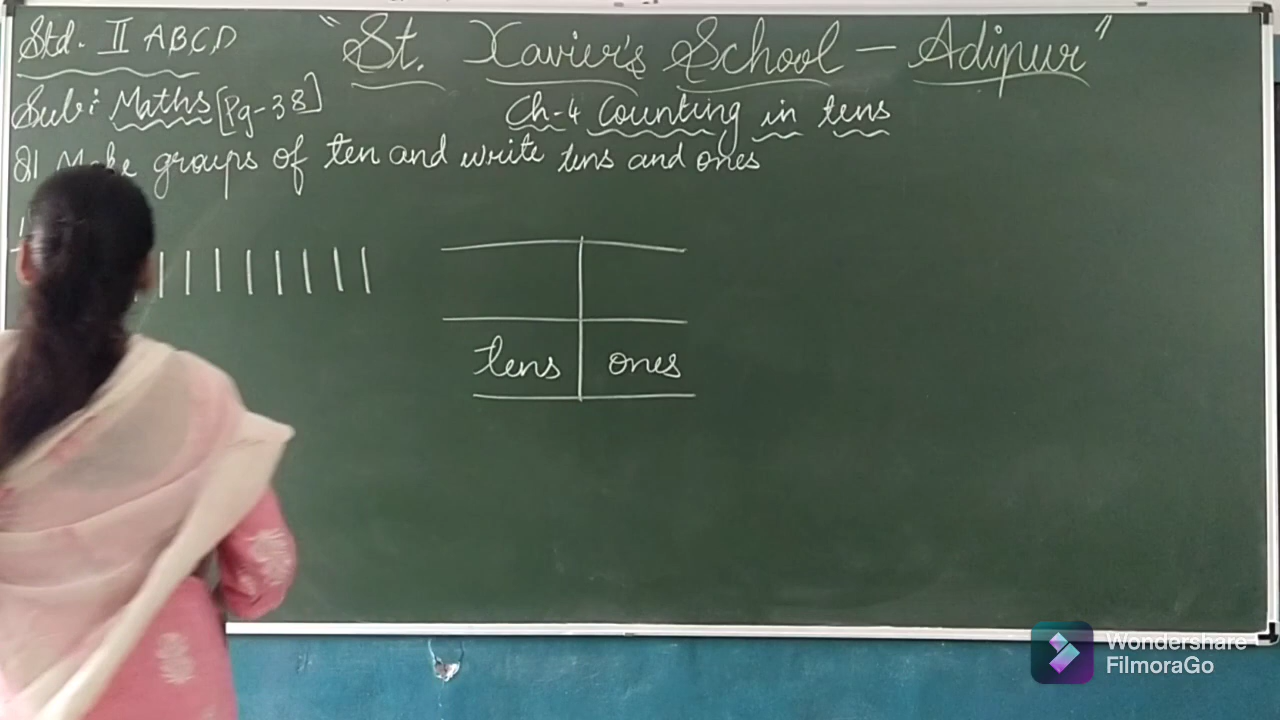 Std. II A B C D
"St. Xavier's School - Adipur"
Sub: Maths [Pg-38]
Ch-4 Counting in tens
Q1 Make groups of ten and write tens and ones
tens ones
Wondershare
FilmoraGo